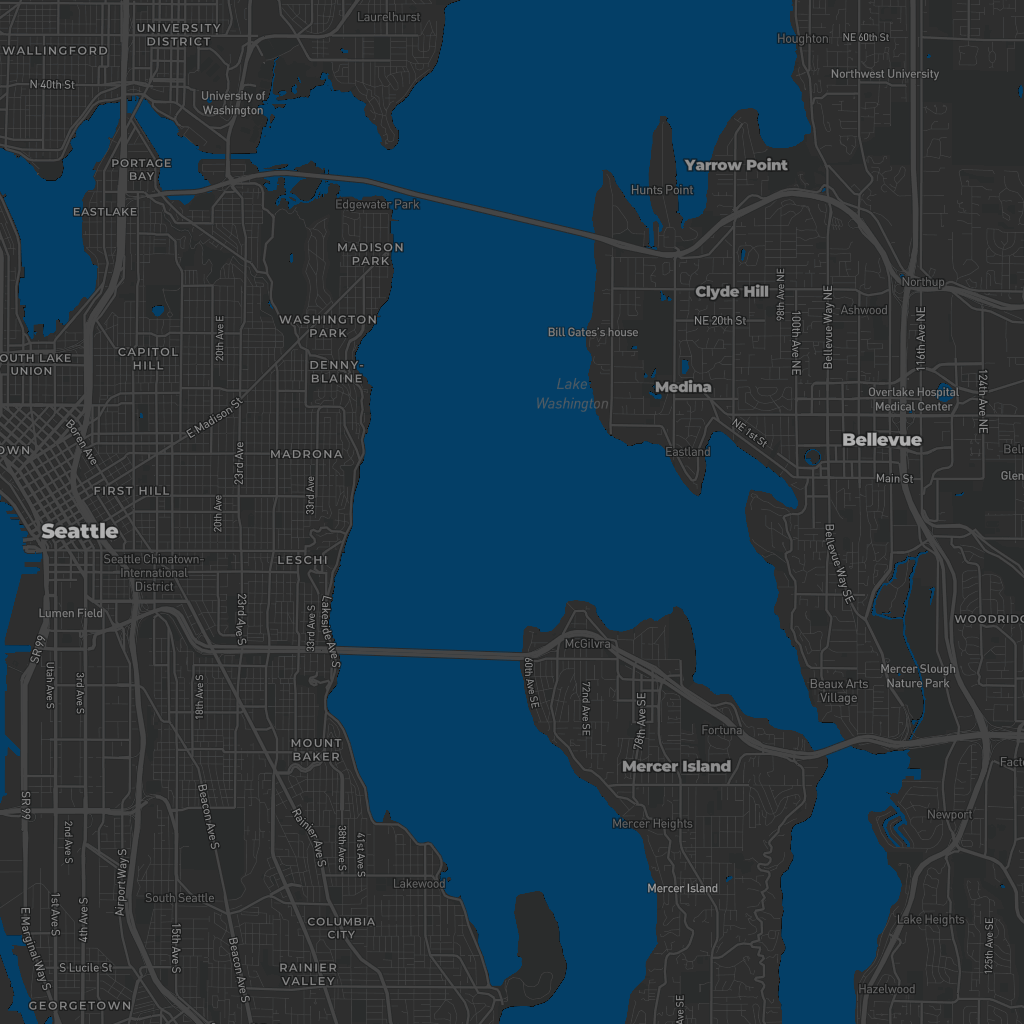 Laurelhurst
UNIVERSITY
DISTRICT
WALLINGFORD
Houghton
NE 60th St
Northwest University
N 40th St
University of
Washington
PORTAGE
BAY
Yarrow Point
Hunts Point
EASTLAKE
Edgewater Park
MADISON
PARK
Clyde Hill
98th Ave NE
Northup
Ashwood
100th Ave NE
Bellevue Way NE
116th Ave NE
NE 20th St
WASHINGTON
PARK
Bill Gates's house
20th Ave E
CAPITOL
HILL
OUTH LAKE
UNION
DENNY-
BLAINE
Lake
Washington
Medina
Overlake Hospital
Medical Center
124th Ave NE
E Madison St
Boren Ave
NE 1st St
Bellevue
OWN
MADRONA
Eastland
Bel
Glen
23rd Ave
FIRST HILL
33rd Ave
20th Ave
Main St
Seattle
Seattle Chinatown-
International
District
LESCHI
Bellevue Way SE
Lumen Field
23rd Ave S
33rd Ave S
Lakeside Ave S
WOODRIDG
SR 99
McGilvra
Utah Ave S
3rd Ave S
18th Ave S
60th Ave SE
72nd Ave SE
78th Ave SE
Mercer Slough
Nature Park
Beaux Arts
Village
Fortuna
MOUNT
BAKER
Mercer Island
Fact
SR 99
Beacon Ave S
Rainier Ave S
2nd Ave S
38th Ave S
41st Ave S
Mercer Heights
Newport
Airport Way S
Lakewood
Mercer Island
South Seattle
1st Ave S
4th Ave S
E Marginal Way S
COLUMBIA
CITY
Lake Heights
15th Ave S
Beacon Ave S
125th Ave SE
S Lucile St
RAINIER
VALLEY
Hazelwood
GEORGETOWN
Ave SE